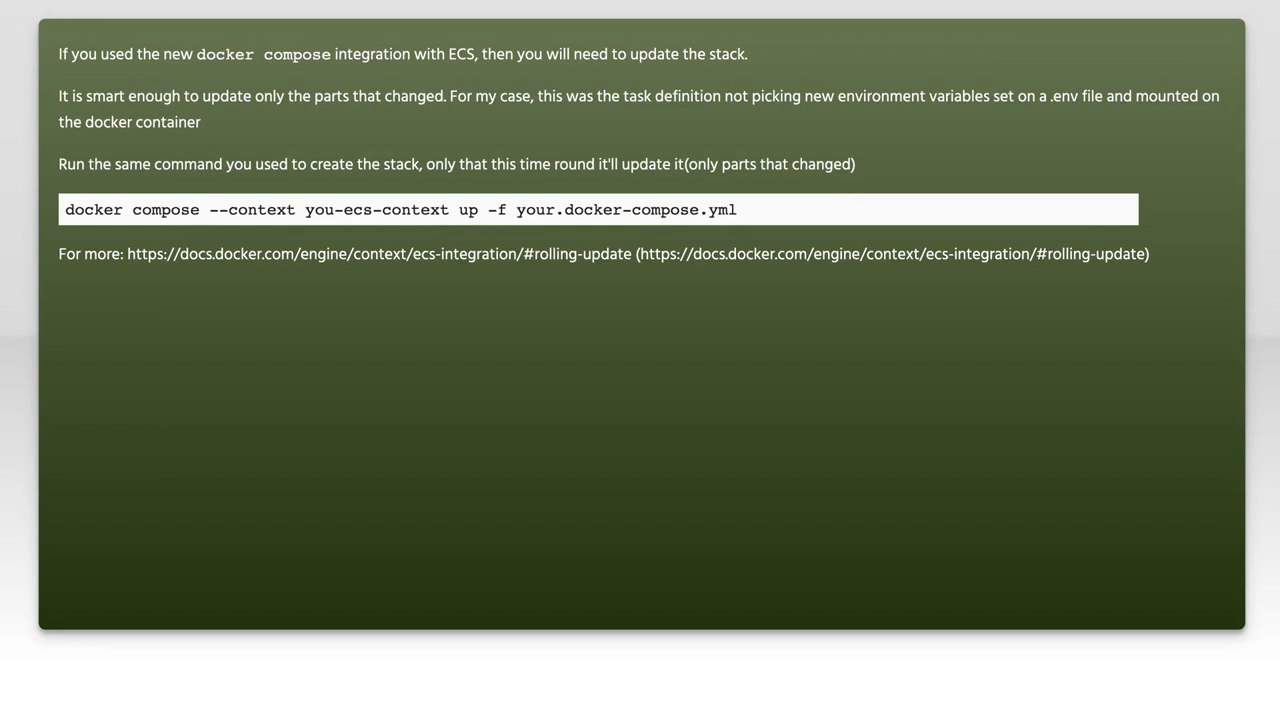 If you used the new docker compose integration with ECS, then you will need to update the stack.
It is smart enough to update only the parts that changed. For my case, this was the task definition not picking new environment variables set on a .env file and mounted on
the docker container
Run the same command you used to create the stack, only that this time round it'll update it(only parts that changed)
docker compose --context you-ecs-context up -f your.docker-compose.yml
For more: https://docs.docker.com/engine/context/ecs-integration/#rolling-update (https://docs.docker.com/engine/context/ecs-integration/#rolling-update)